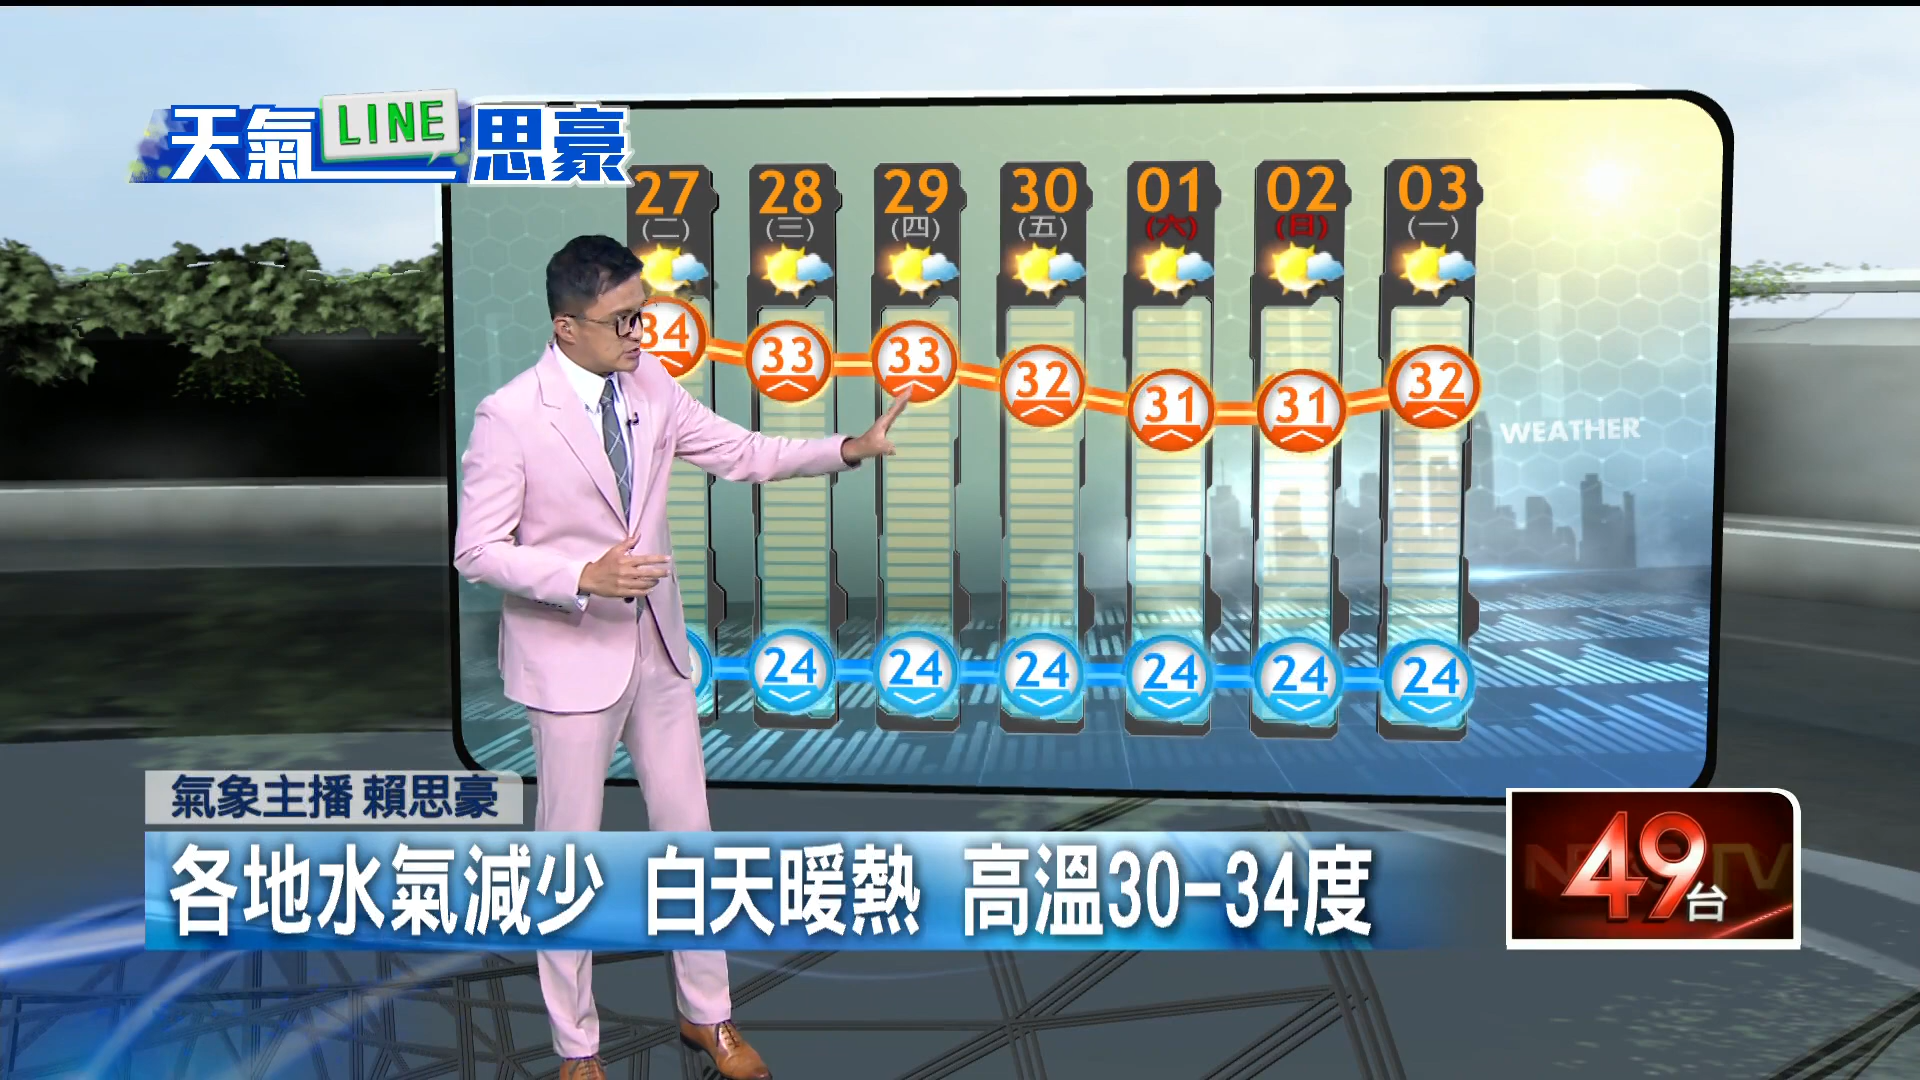 天氣 LINE 思豪
27 28 29 30 01 02 03
(二) (三) (四) (五) (六) (日) (一)
34 33 33 32 31 31 32
WEATHER
24 24 24 24 24 24
氣象主播 賴思豪
各地水氣減少 白天暖熱 高溫30-34度
49台